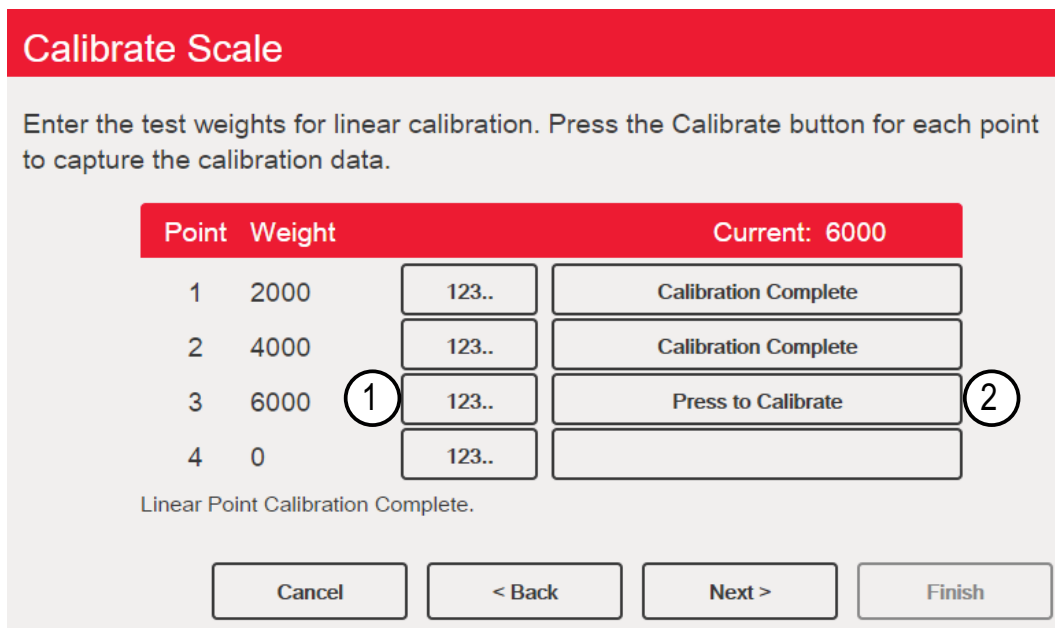 Calibrate Scale
Enter the test weights for linear calibration. Press the Calibrate button for each point
to capture the calibration data.
Point Weight Current: 6000
1 2000 123.. Calibration Complete
2 4000 123.. Calibration Complete
3 6000 1 123.. Press to Calibrate 2
4 0 123..
Linear Point Calibration Complete.
Cancel < Back Next > Finish